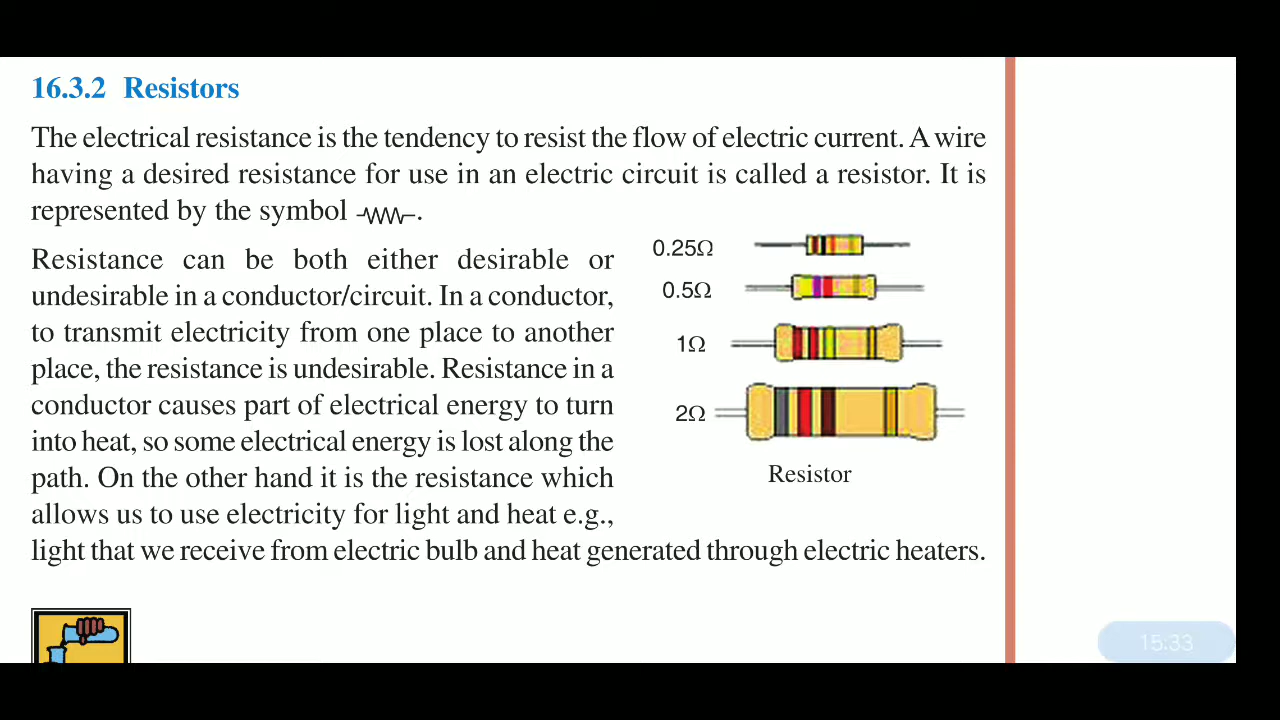 16.3.2 Resistors
The electrical resistance is the tendency to resist the flow of electric current. A wire
having a desired resistance for use in an electric circuit is called a resistor. It is
represented by the symbol .
Resistance can be both either desirable or
undesirable in a conductor/circuit. In a conductor,
to transmit electricity from one place to another
place, the resistance is undesirable. Resistance in a
conductor causes part of electrical energy to turn
into heat, so some electrical energy is lost along the
path. On the other hand it is the resistance which
allows us to use electricity for light and heat e.g.,
light that we receive from electric bulb and heat generated through electric heaters.
0.25Ω
0.5Ω
1Ω
2Ω
Resistor
15:33